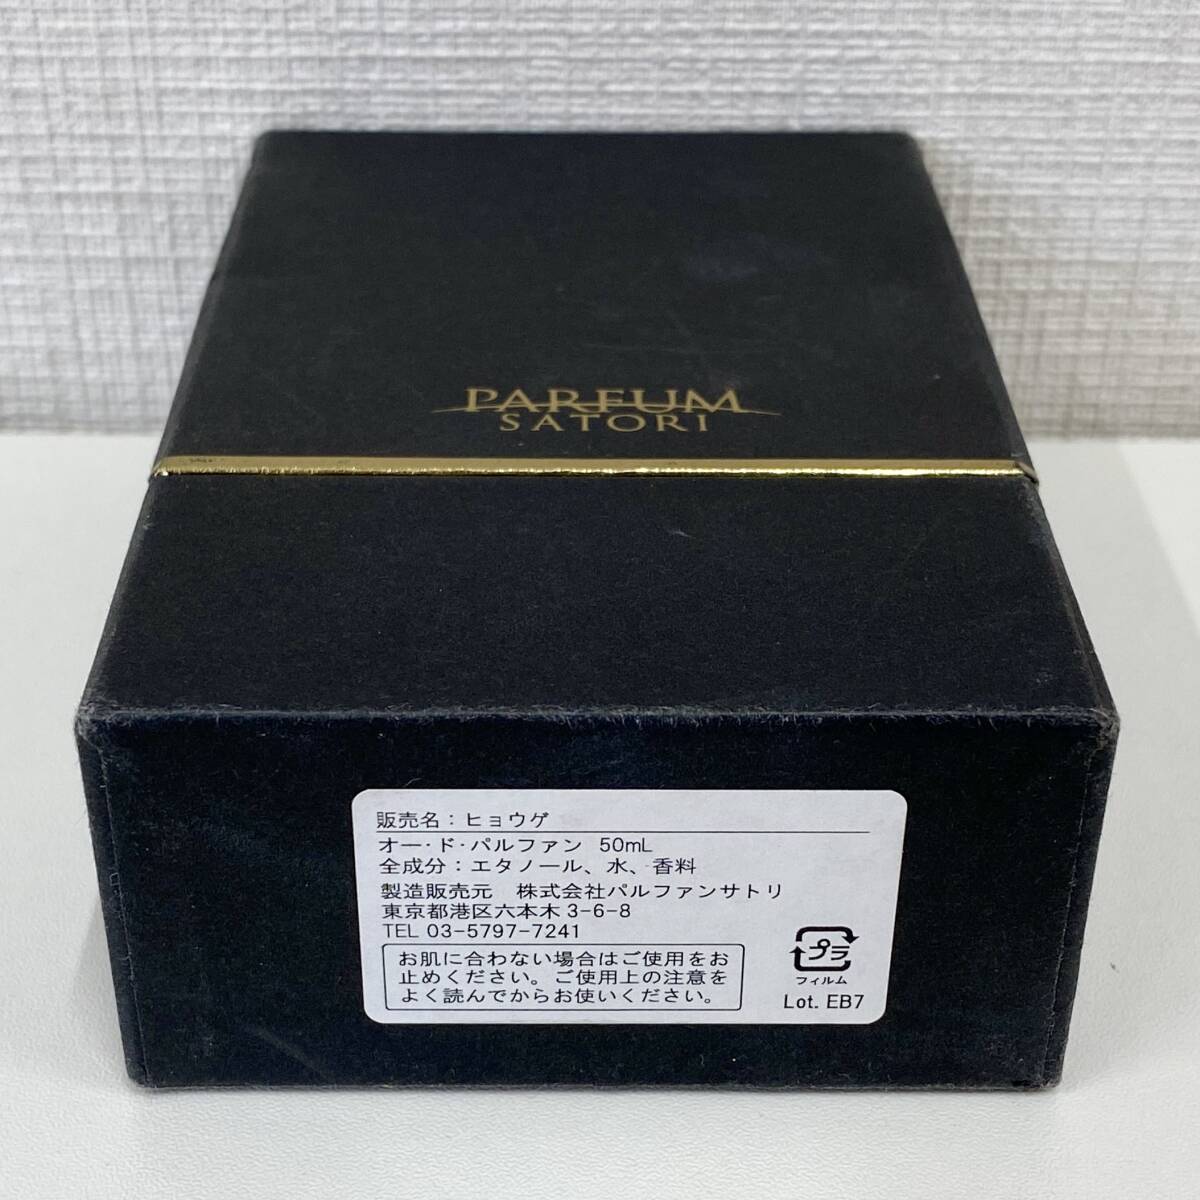 PARFUM
SATORI
販売名：ヒョウゲ
オー・ド・パルファン 50mL
全成分：エタノール、水、香料
製造販売元 株式会社パルファンサトリ
東京都港区六本木3-6-8
TEL 03-5797-7241
お肌に合わない場合はご使用をお
止めください。ご使用上の注意を
よく読んでからお使いください。
プラ
フィルム
Lot. EB7